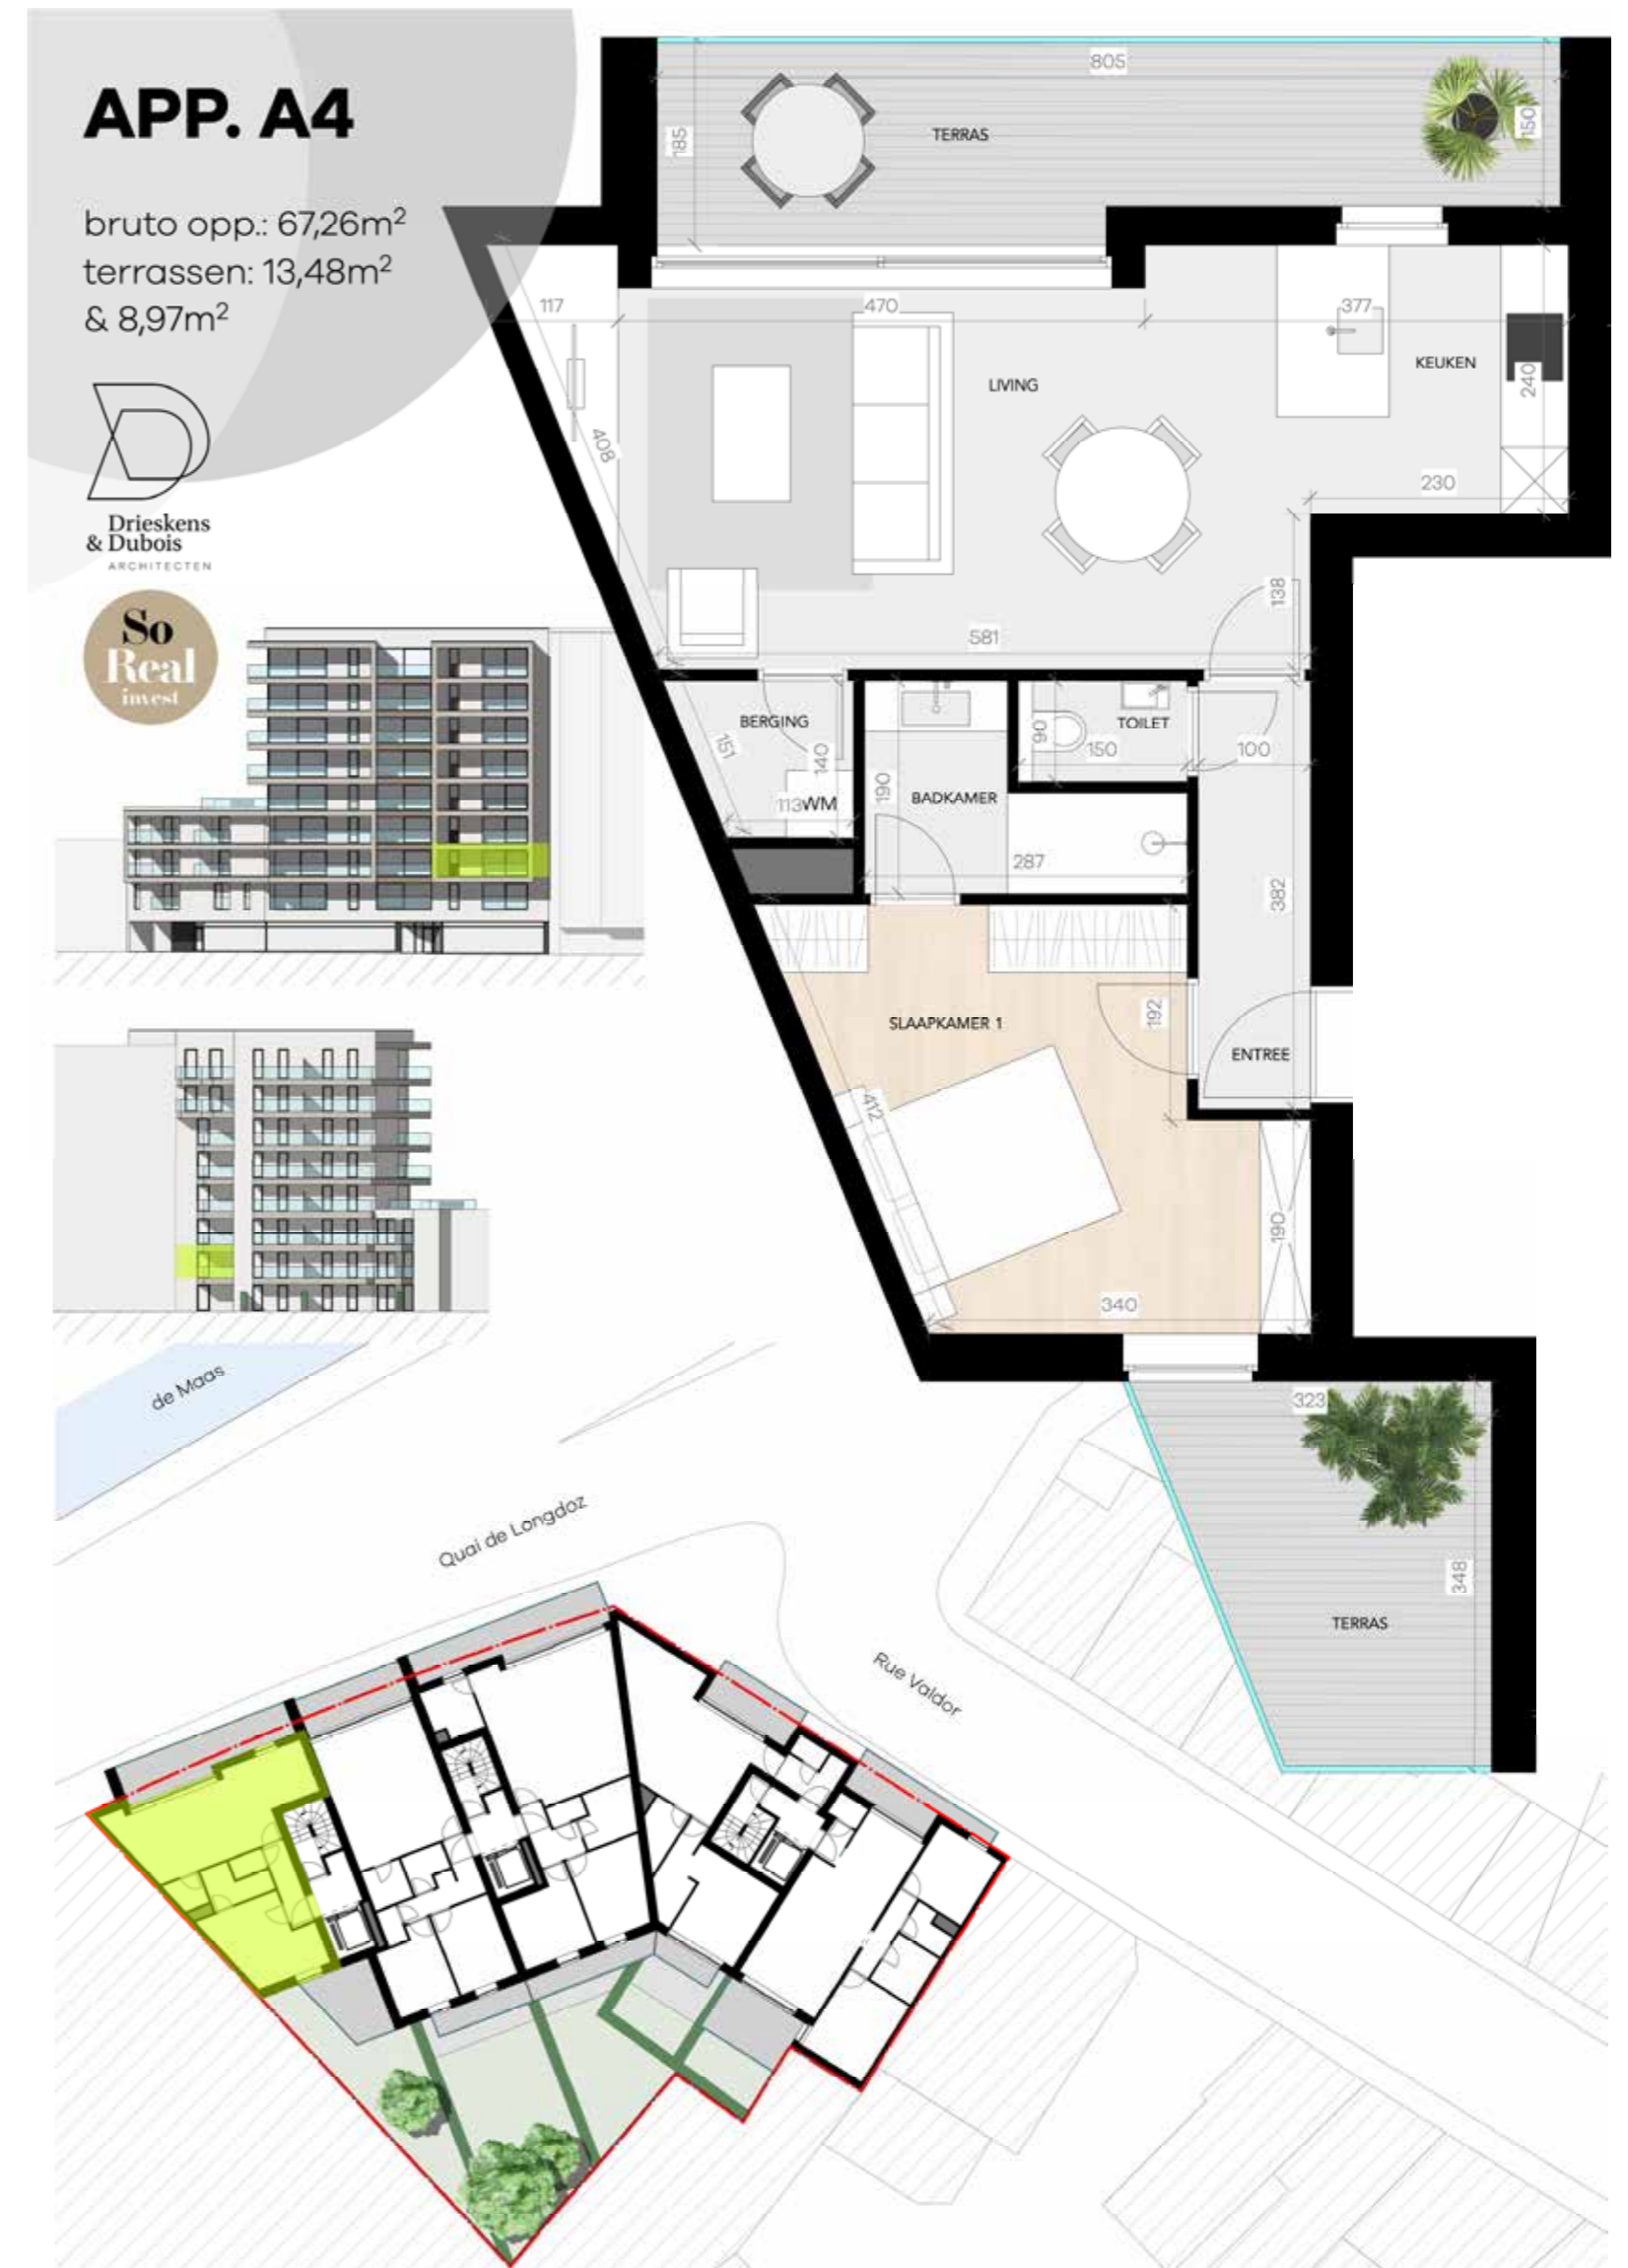 APP. A4
bruto opp.: 67,26m²
terrassen: 13,48m²
& 8,97m²
Drieskens
& Dubois
ARCHITECTEN
So
Real
invest
805
185
TERRAS
150
117
470
377
KEUKEN
LIVING
240
408
230
138
581
BERGING
TOILET
90
151
140
150
100
190
BADKAMER
113
WM
287
382
192
SLAAPKAMER 1
ENTREE
412
190
340
de Maas
323
Quai de Longdoz
348
TERRAS
Rue Valdor